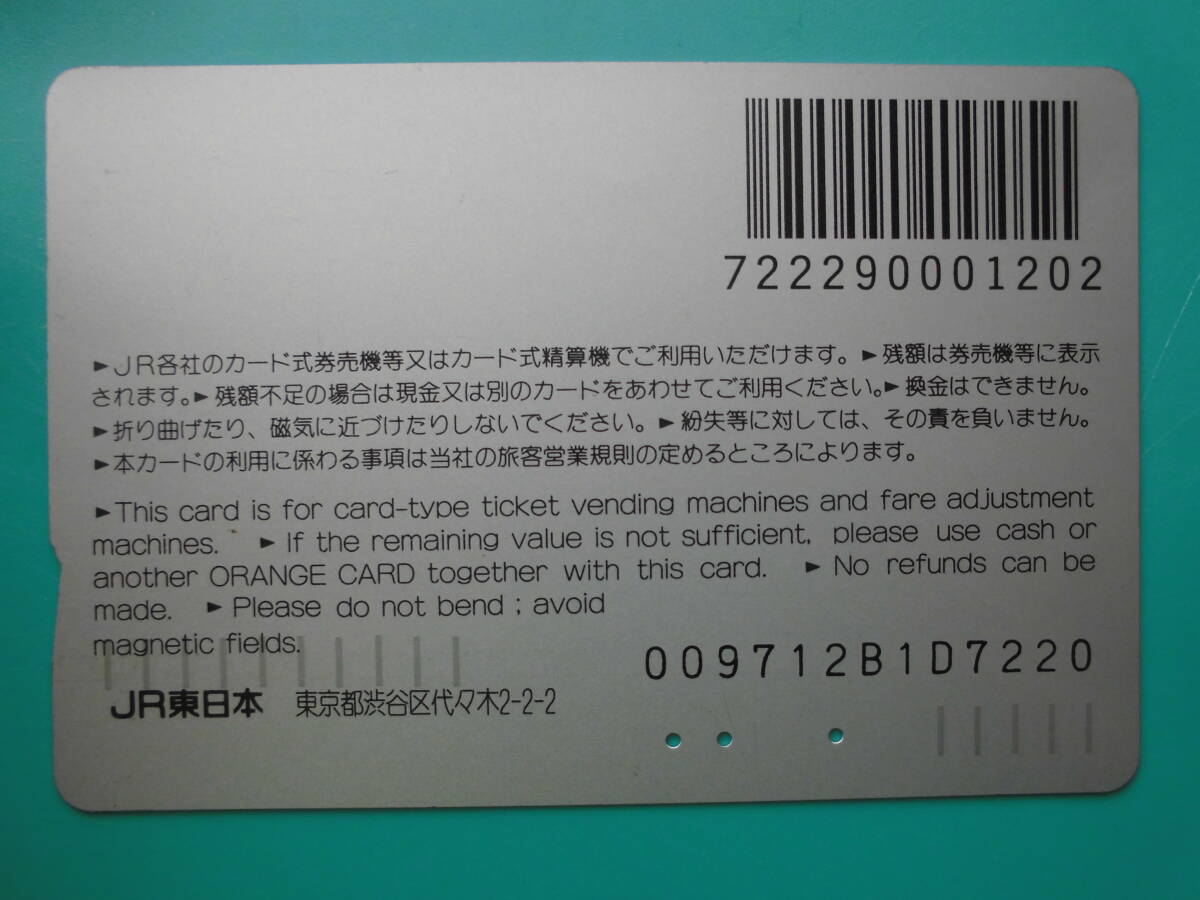 722290001202
►JR各社のカード式券売機等又はカード式精算機でご利用いただけます。►残額は券売機等に表示
されます。►残額不足の場合は現金又は別のカードをあわせてご利用ください。►換金はできません。
►折り曲げたり、磁気に近づけたりしないでください。►紛失等に対しては、その責を負いません。
►本カードの利用に係わる事項は当社の旅客営業規則の定めるところによります。
►This card is for card-type ticket vending machines and fare adjustment
machines. ►If the remaining value is not sufficient, please use cash or
another ORANGE CARD together with this card. ►No refunds can be
made. ►Please do not bend ; avoid
magnetic fields.
009712B1D7220
JR東日本 東京都渋谷区代々木2-2-2